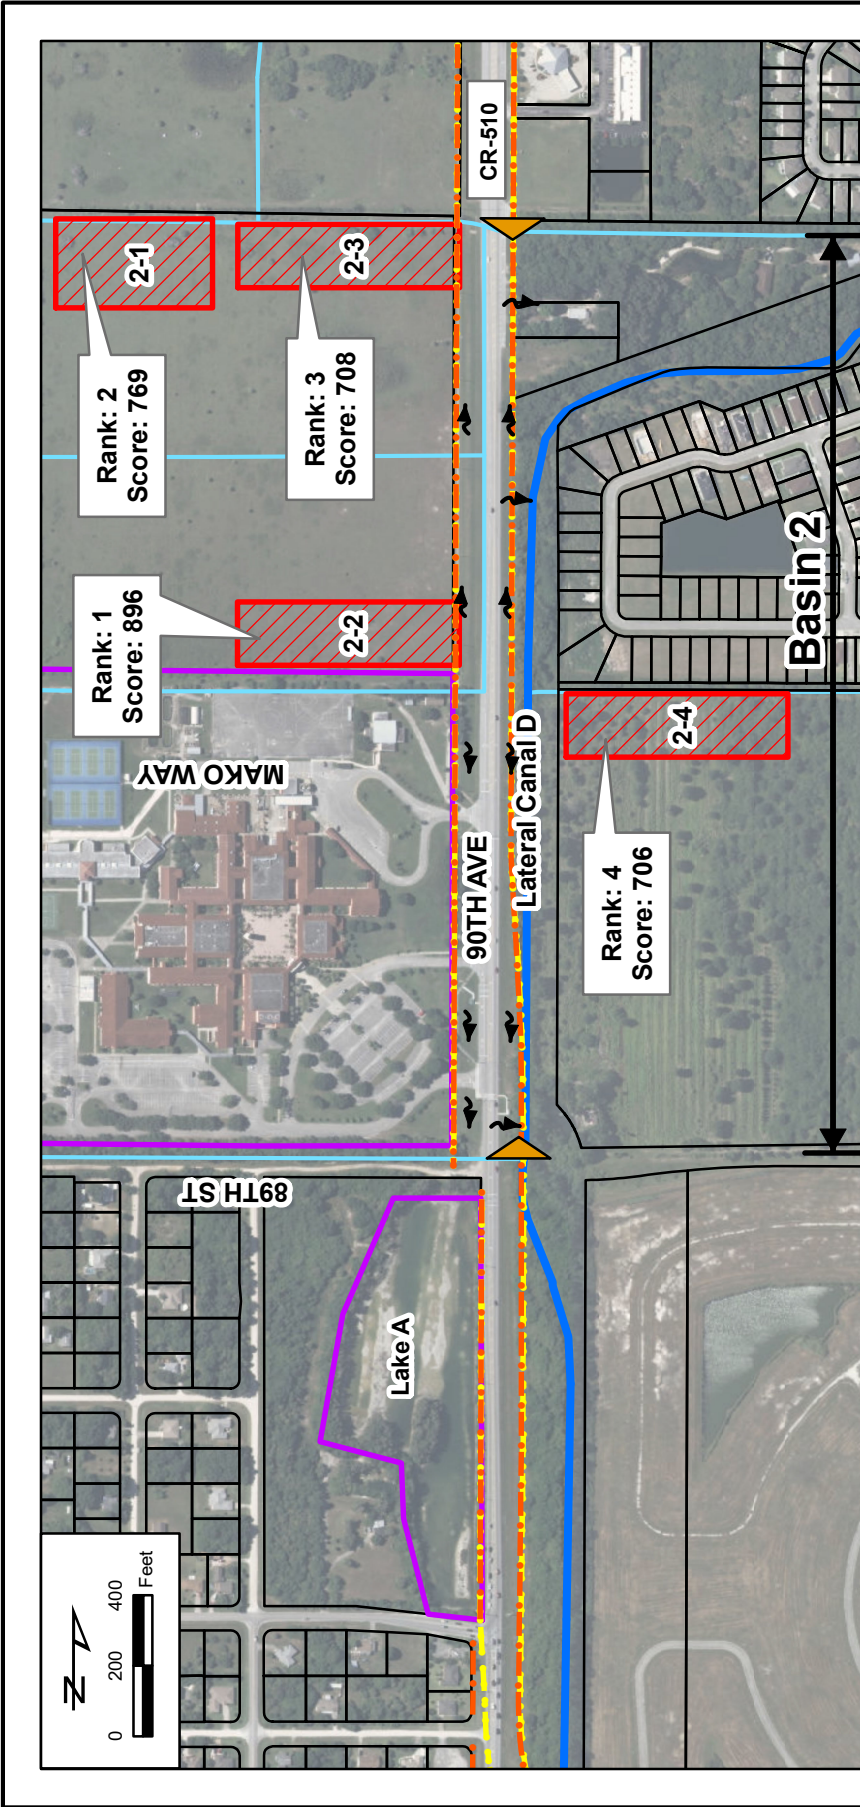 CR-510
2-1
2-3
Rank: 2
Score: 769
Rank: 3
Score: 708
Rank: 1
Score: 896
2-2
Basin 2
2-4
MAKO WAY
Lateral Canal D
90TH AVE
Rank: 4
Score: 706
89TH ST
Lake A
N
0 200 400
Feet